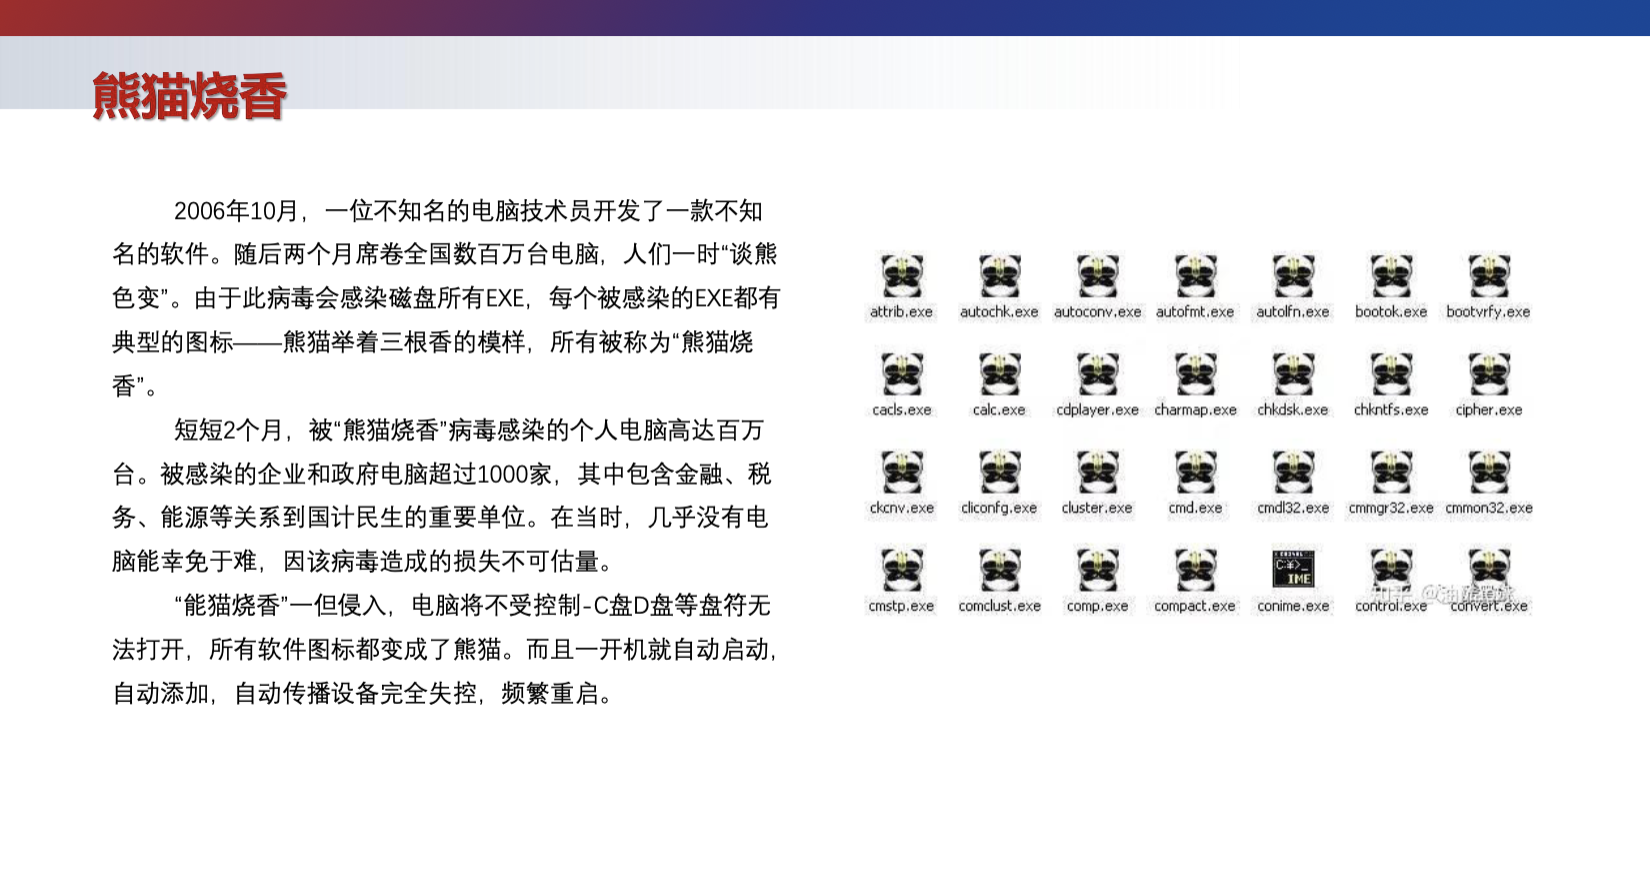 熊猫烧香
2006年10月，一位不知名的电脑技术员开发了一款不知
名的软件。随后两个月席卷全国数百万台电脑，人们一时“谈熊
色变”。由于此病毒会感染磁盘所有EXE，每个被感染的EXE都有
典型的图标——熊猫举着三根香的模样，所有被称为“熊猫烧
香”。
短短2个月，被“熊猫烧香”病毒感染的个人电脑高达百万
台。被感染的企业和政府电脑超过1000家，其中包含金融、税
务、能源等关系到国计民生的重要单位。在当时，几乎没有电
脑能幸免于难，因该病毒造成的损失不可估量。
“能猫烧香”一但侵入，电脑将不受控制-C盘D盘等盘符无
法打开，所有软件图标都变成了熊猫。而且一开机就自动启动，
自动添加，自动传播设备完全失控，频繁重启。
attrib.exe autochk.exe autoconv.exe autofmt.exe autolfn.exe bootok.exe bootvrfy.exe
cacls.exe calc.exe cdplayer.exe charmap.exe chkdsk.exe chkntfs.exe cipher.exe
ckcnv.exe cliconfg.exe cluster.exe cmd.exe cmdl32.exe cmmgr32.exe cmmon32.exe
C:\>_
IME
知乎
cmstp.exe comclust.exe comp.exe compact.exe conime.exe control.exe convert.exe